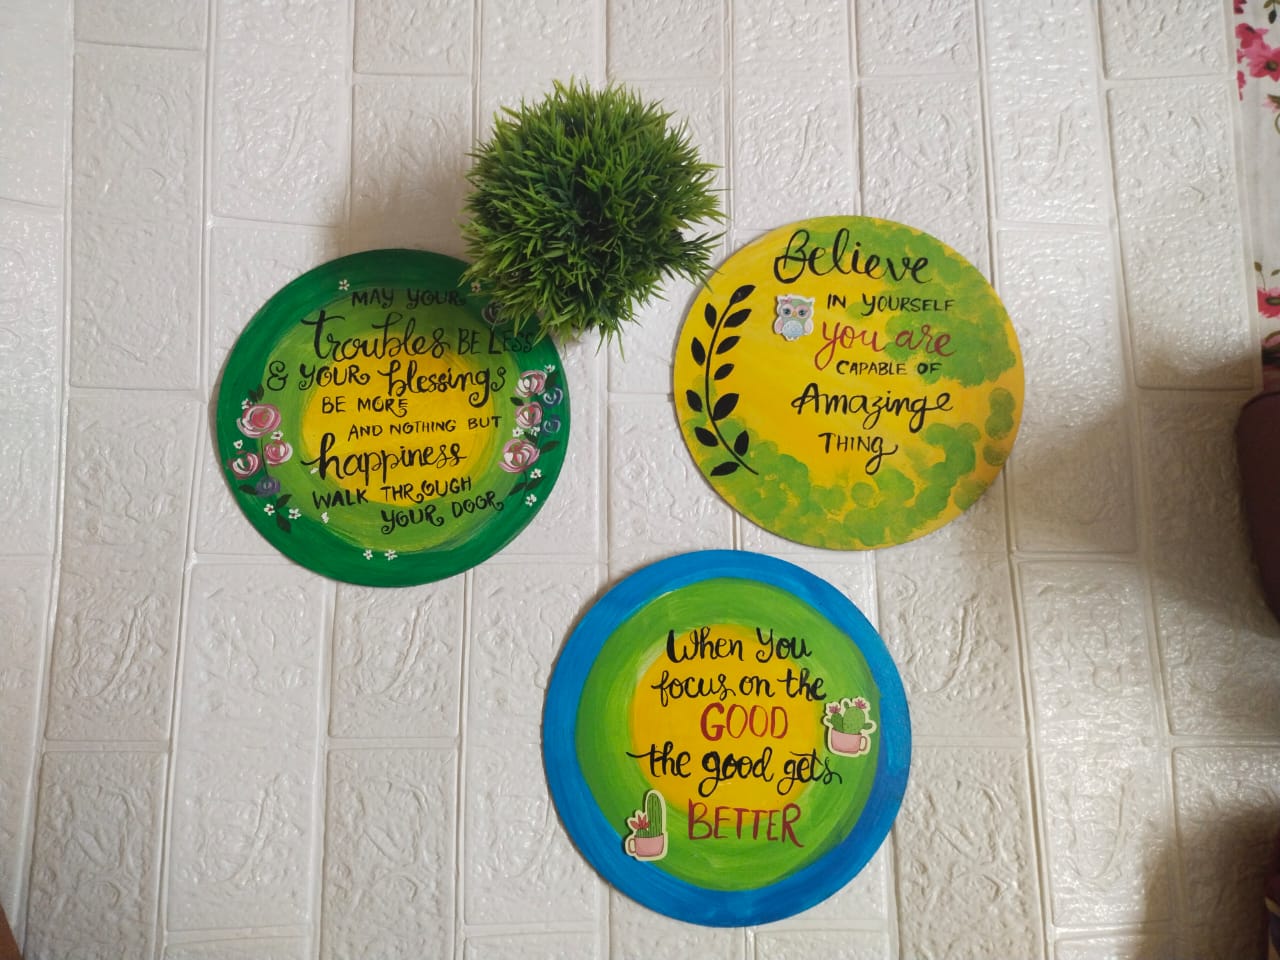 MAY YOUR
troubles BE LESS
& YOUR blessings
BE MORE
AND NOTHING BUT
happiness
WALK THROUGH
YOUR DOOR
Believe
IN YOURSELF
you are
CAPABLE OF
Amazing
THING
When You
focus on the
GOOD
the good gets
BETTER